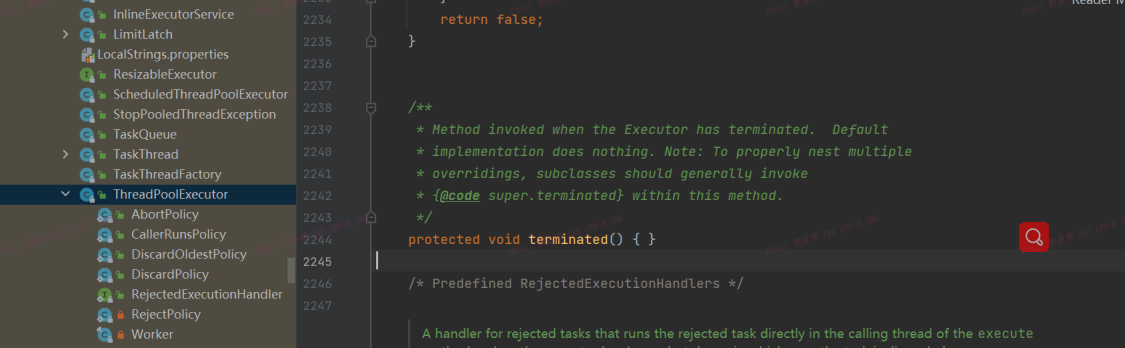 InlineExecutorService
LimitLatch
LocalStrings.properties
ResizableExecutor
ScheduledThreadPoolExecutor
StopPooledThreadException
TaskQueue
TaskThread
TaskThreadFactory
ThreadPoolExecutor
AbortPolicy
CallerRunsPolicy
DiscardOldestPolicy
DiscardPolicy
RejectedExecutionHandler
RejectPolicy
Worker
Reader M
2234 return false;
2235 }
2236
2237
2238 /**
2239 * Method invoked when the Executor has terminated.  Default
2240 * implementation does nothing. Note: To properly nest multiple
2241 * overridings, subclasses should generally invoke
2242 * {@code super.terminated} within this method.
2243 */
2244 protected void terminated() { }
2245
2246 /* Predefined RejectedExecutionHandlers */
2247
A handler for rejected tasks that runs the rejected task directly in the calling thread of the execute